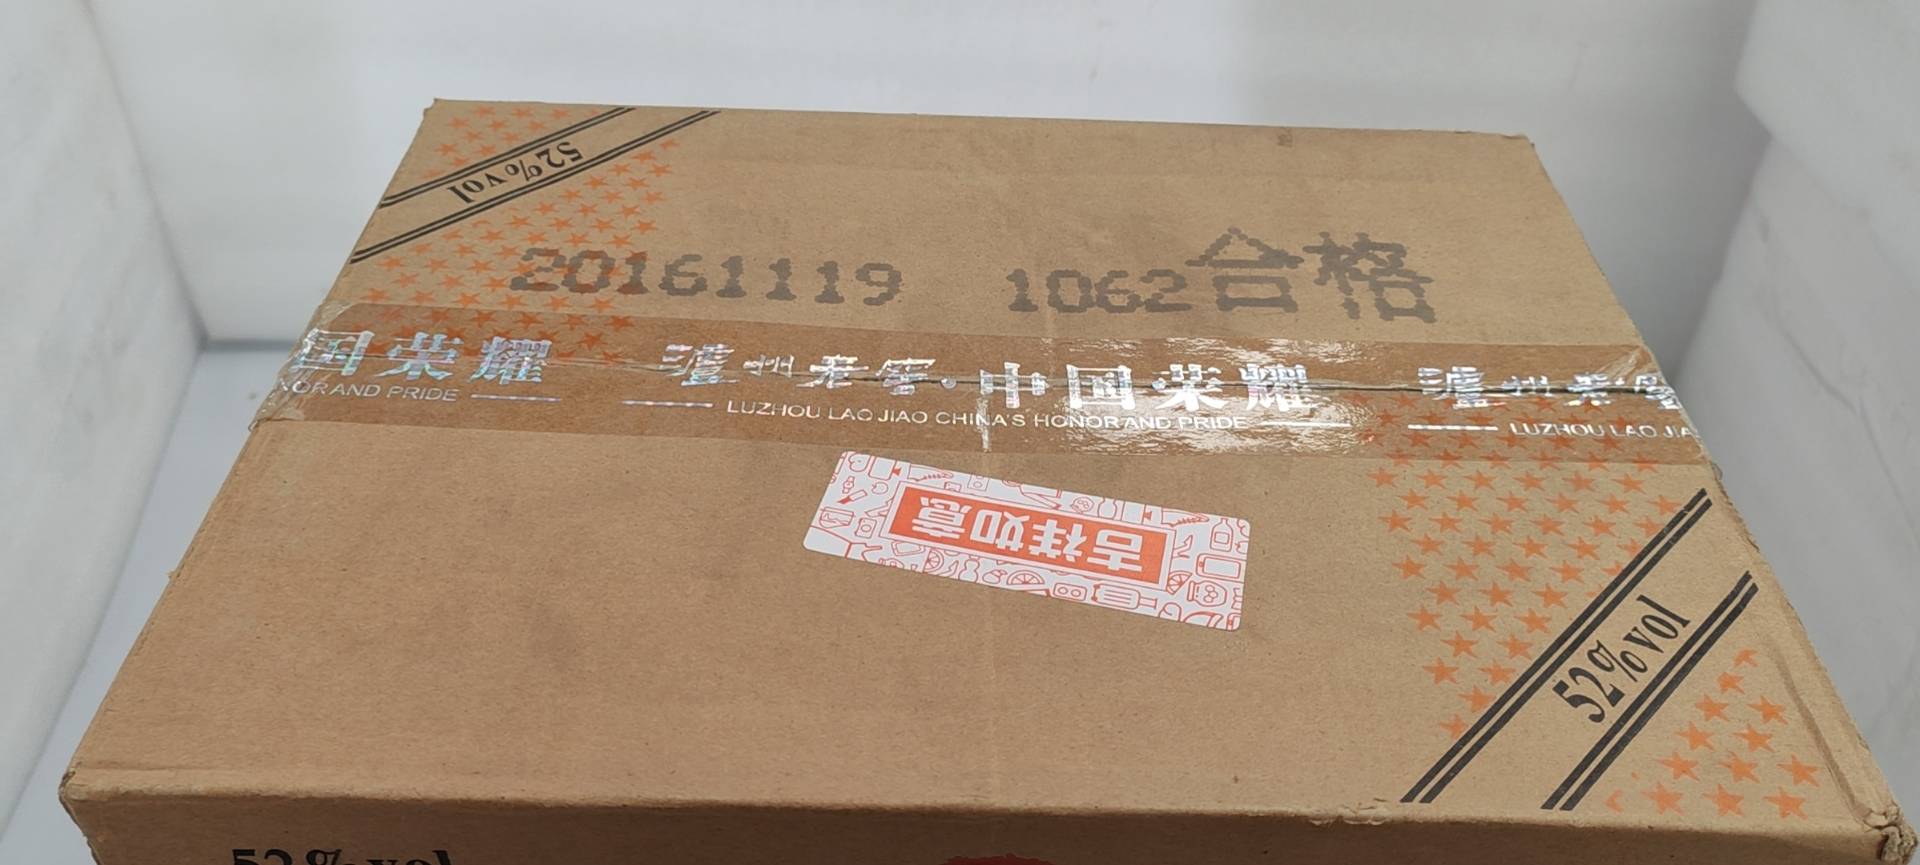 52%vol
20161119 1062合格
国荣耀 泸州老窖·中国荣耀 泸州老窖
NOR AND PRIDE LUZHOU LAO JIAO CHINA'S HONOR AND PRIDE LUZHOU LAO JIA
吉祥如意
52%vol
52%vol